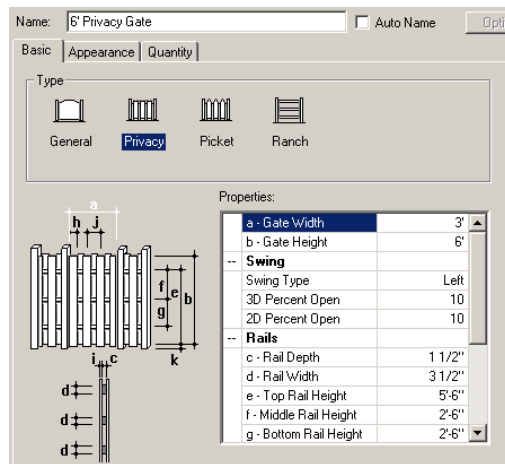 Name: 6' Privacy Gate Auto Name Opti
Basic Appearance Quantity
Type
General Privacy Picket Ranch
Properties:
a - Gate Width 3'
b - Gate Height 6'
-- Swing
Swing Type Left
3D Percent Open 10
2D Percent Open 10
-- Rails
c - Rail Depth 1 1/2"
d - Rail Width 3 1/2"
e - Top Rail Height 5'-6"
f - Middle Rail Height 2'-6"
g - Bottom Rail Height 2'-6"
a
h j
f e b
g
i c k
d
d
d